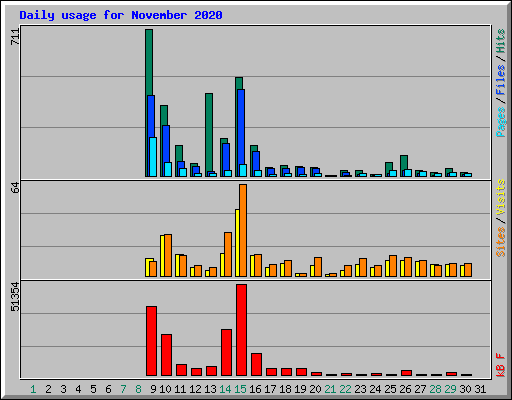 Daily usage for November 2020
711
64
51354
Pages / Files / Hits
Sites / Visits
kB F
1 2 3 4 5 6 7 8 9 10 11 12 13 14 15 16 17 18 19 20 21 22 23 24 25 26 27 28 29 30 31